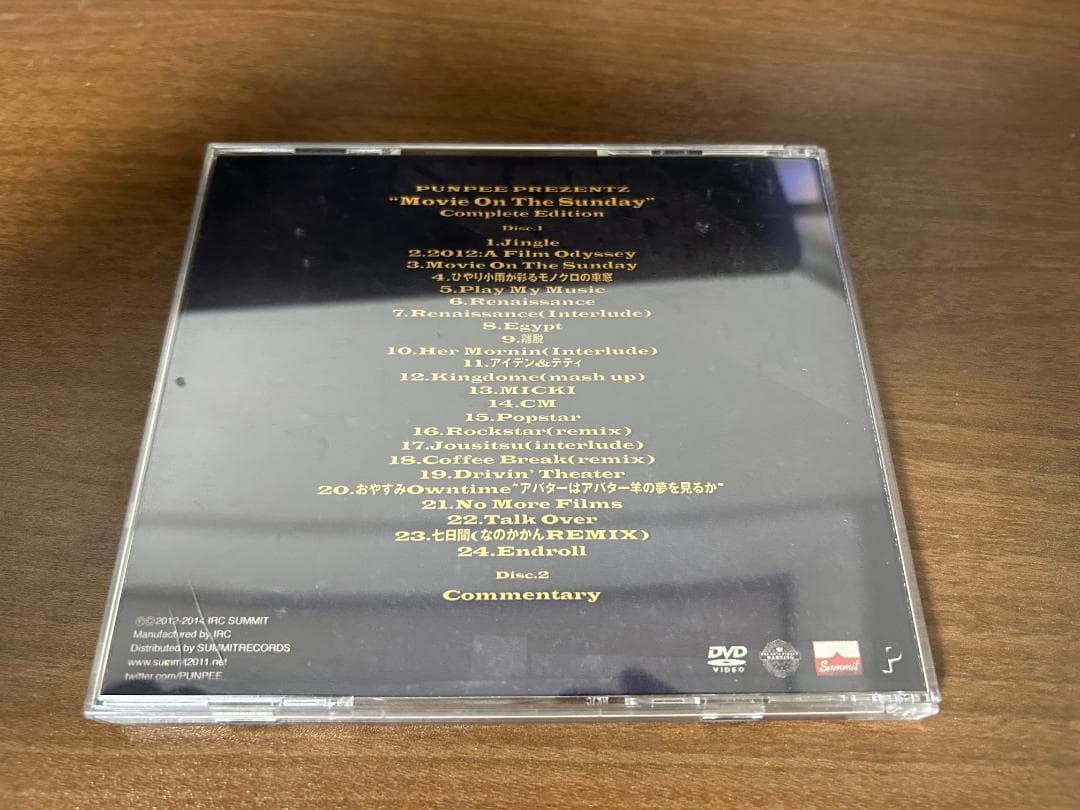 PUNPEE PREZENTZ
"Movie On The Sunday"
Complete Edition
Disc.1
1.Jingle
2.2012:A Film Odyssey
3.Movie On The Sunday
4.ひやり小雨が彩るモノクロの車窓
5.Play My Music
6.Renaissance
7.Renaissance(Interlude)
8.Egypt
9.離脱
10.Her Mornin(Interlude)
11.アイデン&テティ
12.Kingdome(mash up)
13.MICKI
14.CM
15.Popstar
16.Rockstar(remix)
17.Jousitsu(interlude)
18.Coffee Break(remix)
19.Drivin' Theater
20.おやすみOwntime~アバターはアバター羊の夢を見るか~
21.No More Films
22.Talk Over
23.七日間(なのかかんREMIX)
24.Endroll
Disc.2
Commentary
Ⓟ©2012-2014 IRC SUMMIT
Manufactured by IRC
Distributed by SUMMITRECORDS
www.summit2011.net
twitter.com/PUNPEE
DVD
VIDEO
WARNING
Summit
P